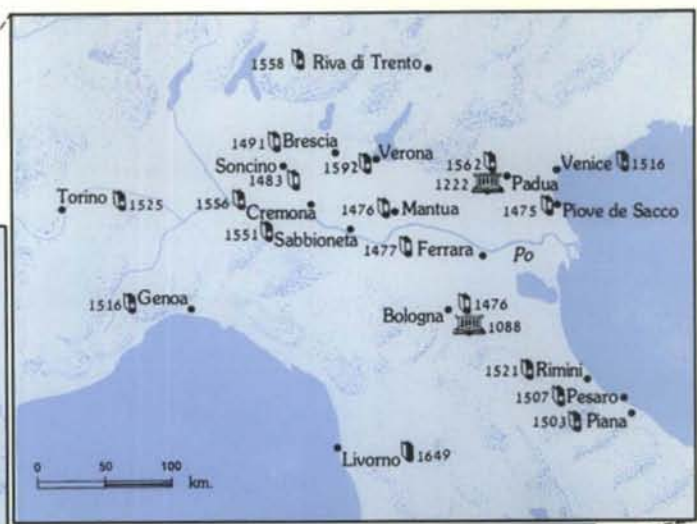 1558 Riva di Trento
1491 Brescia
Soncino
1483
1592 Verona
1562
1222 Padua
Venice 1516
Torino 1525
1556 Cremona
1476 Mantua
1475 Piove de Sacco
1551 Sabbioneta
1477 Ferrara
Po
1516 Genoa
Bologna 1476
1088
1521 Rimini
1507 Pesaro
1503 Piana
Livorno 1649
0 50 100
km.